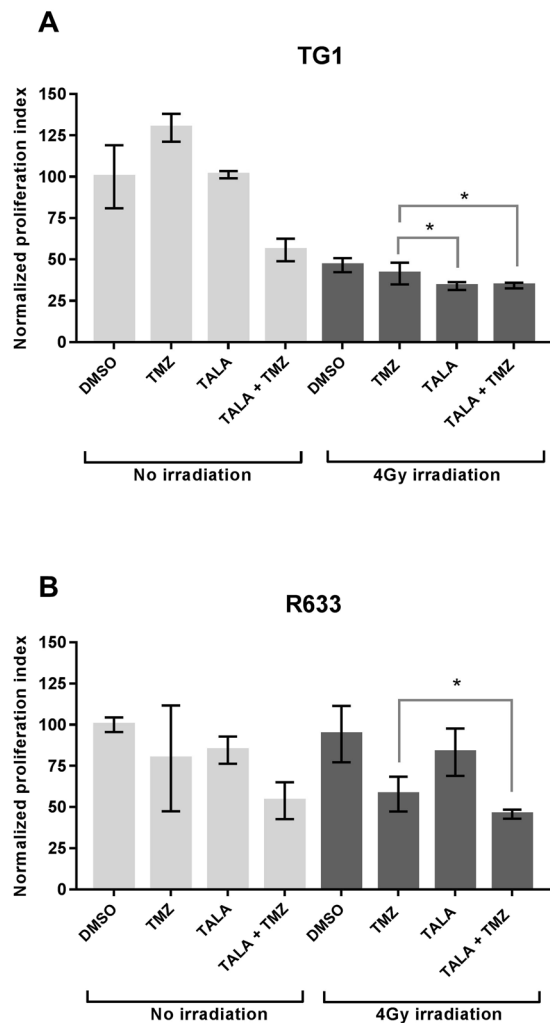 A
TG1
Normalized proliferation index
150
125
100
75
50
25
0
*
*
DMSO
TMZ
TALA
TALA + TMZ
DMSO
TMZ
TALA
TALA + TMZ
No irradiation
4Gy irradiation
B
R633
Normalized proliferation index
150
125
100
75
50
25
0
*
DMSO
TMZ
TALA
TALA + TMZ
DMSO
TMZ
TALA
TALA + TMZ
No irradiation
4Gy irradiation